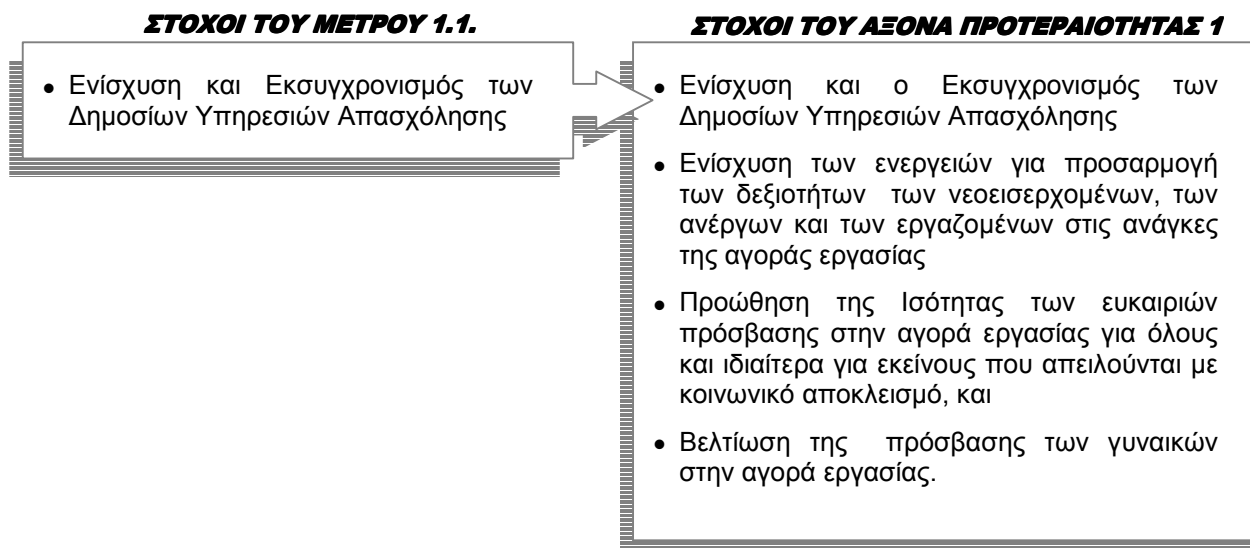 ΣΤΟΧΟΙ ΤΟΥ ΜΕΤΡΟΥ 1.1.
• Ενίσχυση και Εκσυγχρονισμός των
Δημοσίων Υπηρεσιών Απασχόλησης
ΣΤΟΧΟΙ ΤΟΥ ΑΞΟΝΑ ΠΡΟΤΕΡΑΙΟΤΗΤΑΣ 1
• Ενίσχυση και ο Εκσυγχρονισμός των
Δημοσίων Υπηρεσιών Απασχόλησης
• Ενίσχυση των ενεργειών για προσαρμογή
των δεξιοτήτων των νεοεισερχομένων, των
ανέργων και των εργαζομένων στις ανάγκες
της αγοράς εργασίας
• Προώθηση της Ισότητας των ευκαιριών
πρόσβασης στην αγορά εργασίας για όλους
και ιδιαίτερα για εκείνους που απειλούνται με
κοινωνικό αποκλεισμό, και
• Βελτίωση της πρόσβασης των γυναικών
στην αγορά εργασίας.